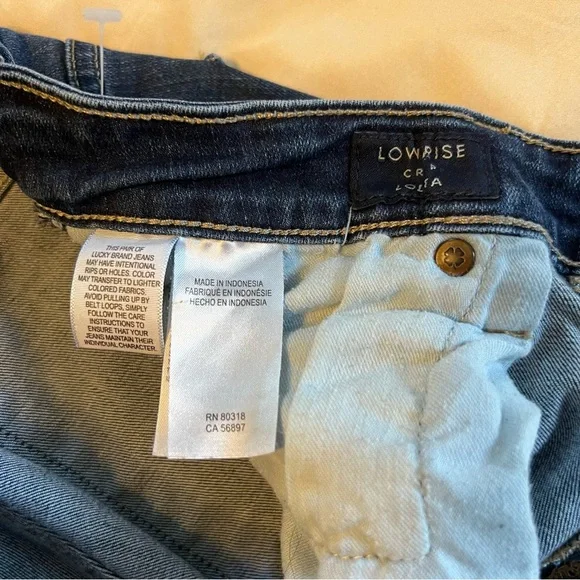 LOWRISE
THIS PAIR OF
LUCKY BRAND JEANS
MAY HAVE INTENTIONAL
RIPS OR HOLES. COLOR
MAY TRANSFER TO LIGHTER
COLORED FABRICS.
AVOID PULLING UP BY
BELT LOOPS, SIMPLY
FOLLOW THE CARE
INSTRUCTIONS TO
ENSURE THAT YOUR
JEANS MAINTAIN THEIR
INDIVIDUAL CHARACTER.
MADE IN INDONESIA
FABRIQUÉ EN INDONÉSIE
HECHO EN INDONESIA
RN 80318
CA 56897